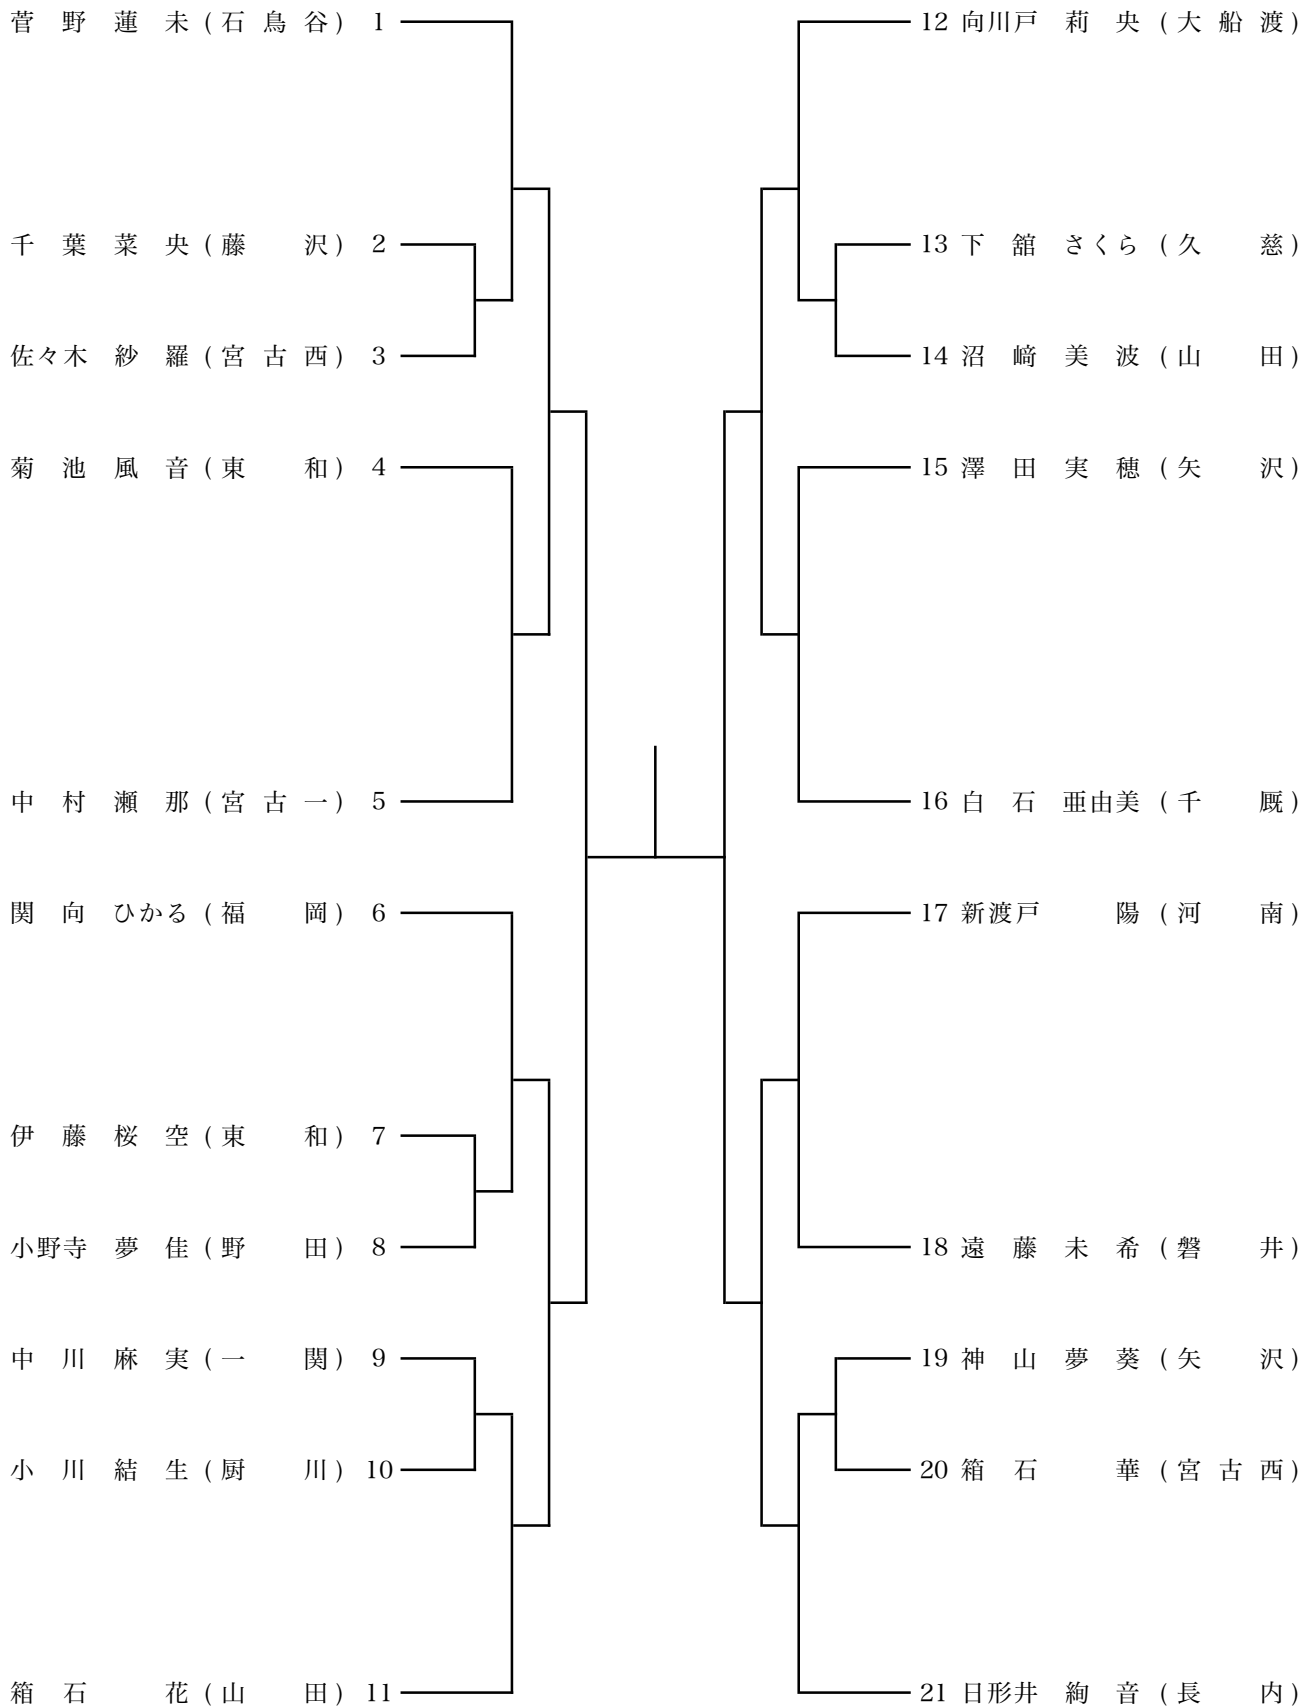 菅野蓮未(石鳥谷) 1
千葉菜央(藤沢) 2
佐々木紗羅(宮古西) 3
菊池風音(東和) 4
中村瀬那(宮古一) 5
関向ひかる(福岡) 6
伊藤桜空(東和) 7
小野寺夢佳(野田) 8
中川麻実(一関) 9
小川結生(厨川) 10
箱石花(山田) 11
12 向川戸莉央(大船渡)
13 下舘さくら(久慈)
14 沼崎美波(山田)
15 澤田実穂(矢沢)
16 白石亜由美(千厩)
17 新渡戸陽(河南)
18 遠藤未希(磐井)
19 神山夢葵(矢沢)
20 箱石華(宮古西)
21 日形井絢音(長内)